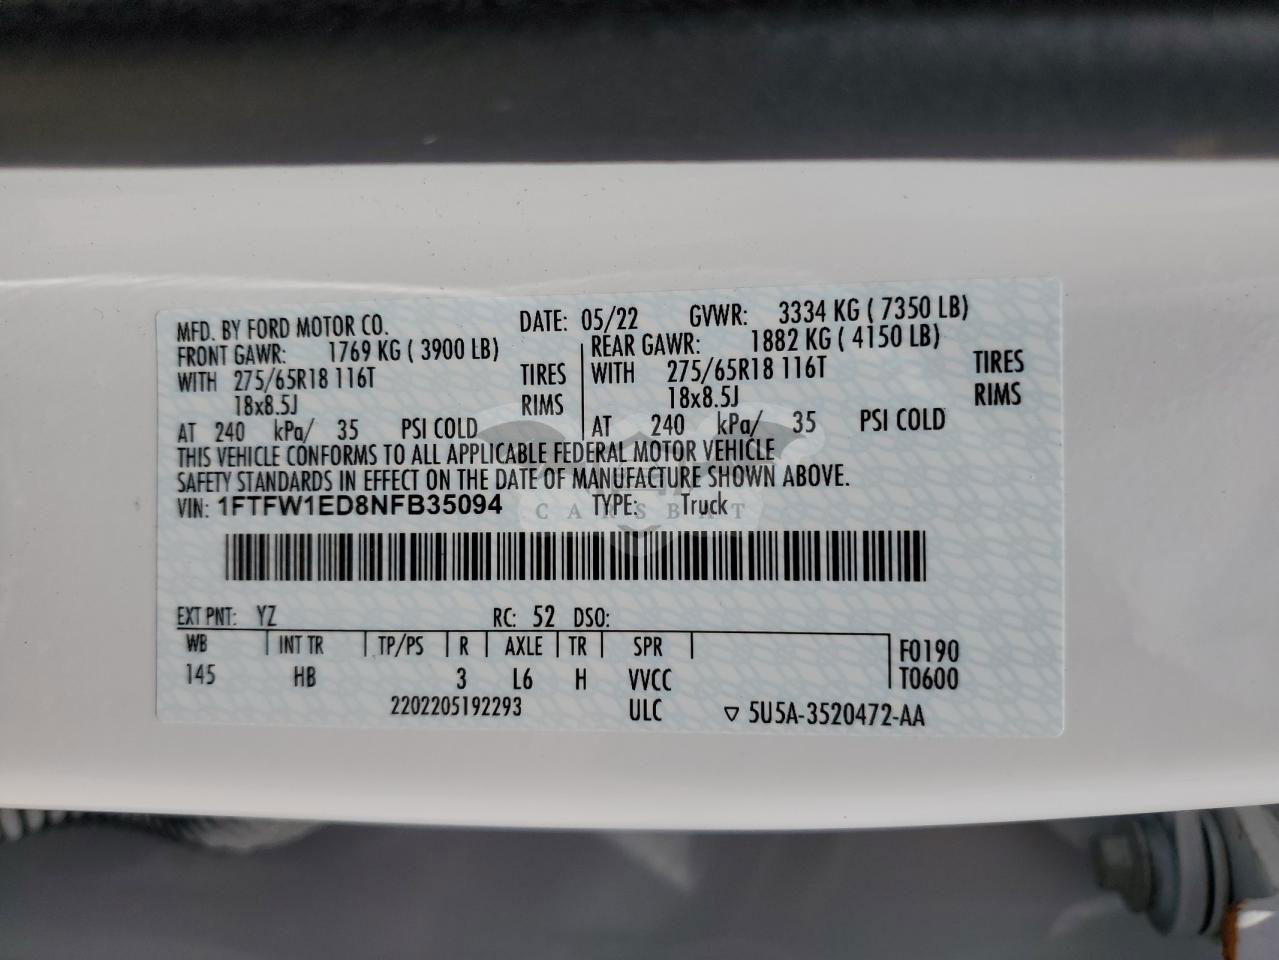 MFD. BY FORD MOTOR CO. DATE: 05/22 GVWR: 3334 KG ( 7350 LB)
FRONT GAWR: 1769 KG ( 3900 LB) REAR GAWR: 1882 KG ( 4150 LB)
WITH 275/65R18 116T TIRES WITH 275/65R18 116T TIRES
18x8.5J RIMS 18x8.5J RIMS
AT 240 kPa/ 35 PSI COLD AT 240 kPa/ 35 PSI COLD
THIS VEHICLE CONFORMS TO ALL APPLICABLE FEDERAL MOTOR VEHICLE
SAFETY STANDARDS IN EFFECT ON THE DATE OF MANUFACTURE SHOWN ABOVE.
VIN: 1FTFW1ED8NFB35094 TYPE: Truck
CARSBAT
EXT PNT: YZ RC: 52 DSO:
WB INT TR TP/PS R AXLE TR SPR F0190
145 HB 3 L6 H VVCC T0600
2202205192293 ULC ▽ 5U5A-3520472-AA